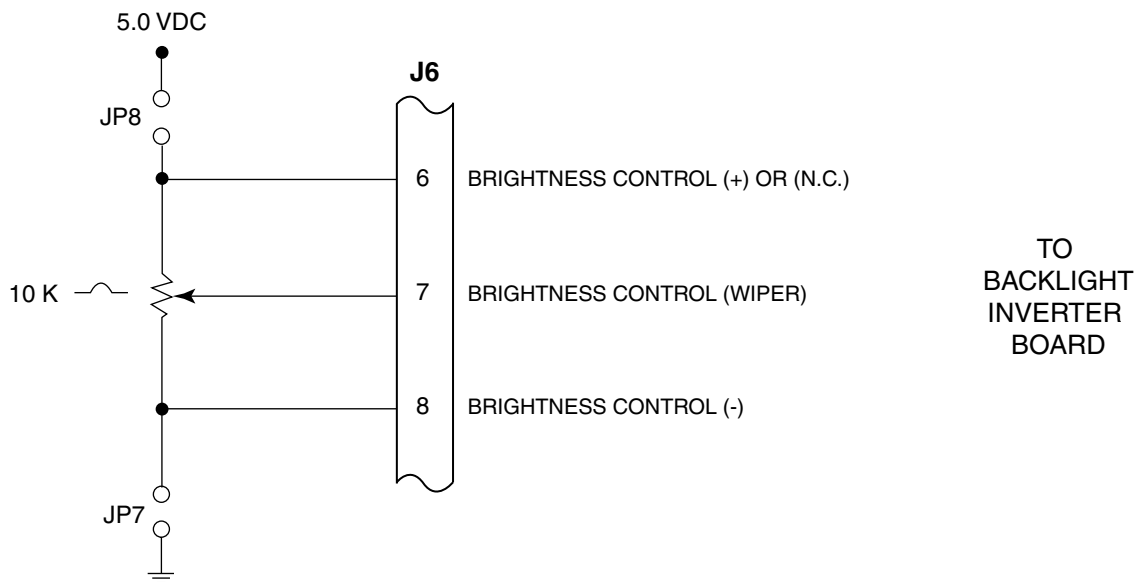 5.0 VDC
J6
JP8
6 BRIGHTNESS CONTROL (+) OR (N.C.)
10 K
7 BRIGHTNESS CONTROL (WIPER)
8 BRIGHTNESS CONTROL (-)
JP7
TO
BACKLIGHT
INVERTER
BOARD